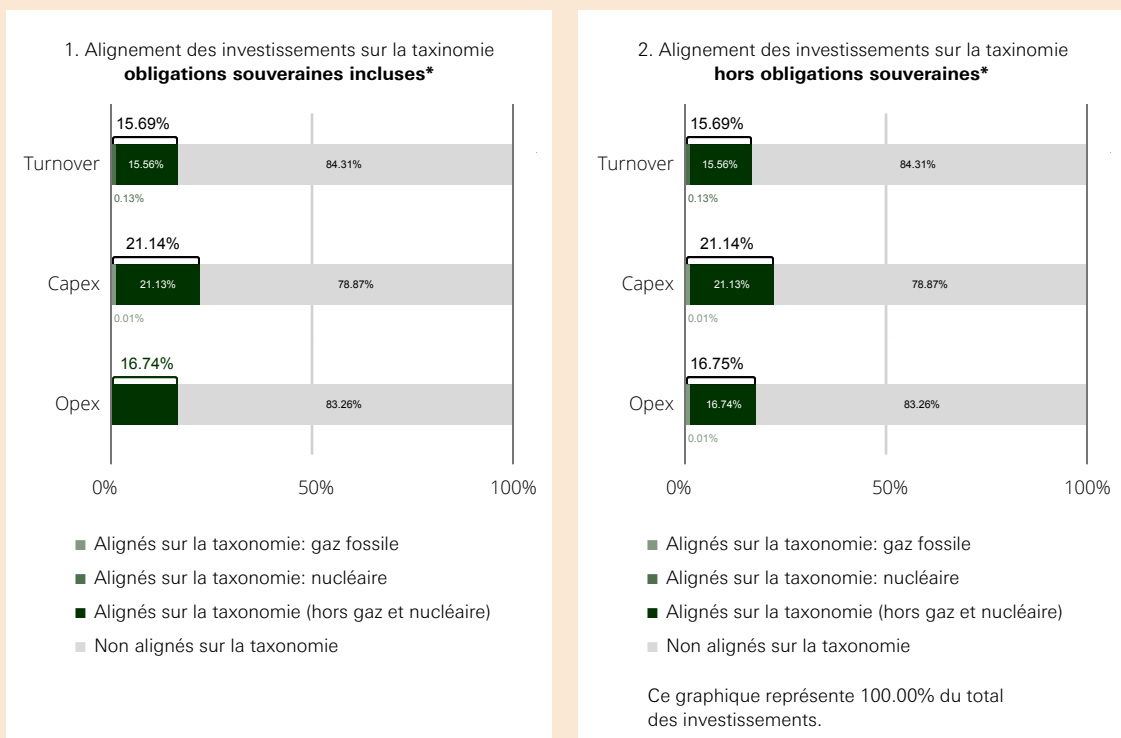 1. Alignement des investissements sur la taxinomie
obligations souveraines incluses*
15.69%
Turnover
15.56%
84.31%
0.13%
21.14%
Capex
21.13%
78.87%
0.01%
16.74%
Opex
83.26%
0%
50%
100%
Alignés sur la taxonomie: gaz fossile
Alignés sur la taxonomie: nucléaire
Alignés sur la taxonomie (hors gaz et nucléaire)
Non alignés sur la taxonomie
2. Alignement des investissements sur la taxinomie
hors obligations souveraines*
15.69%
Turnover
15.56%
84.31%
0.13%
21.14%
Capex
21.13%
78.87%
0.01%
16.75%
Opex
16.74%
83.26%
0.01%
0%
50%
100%
Alignés sur la taxonomie: gaz fossile
Alignés sur la taxonomie: nucléaire
Alignés sur la taxonomie (hors gaz et nucléaire)
Non alignés sur la taxonomie
Ce graphique représente 100.00% du total
des investissements.